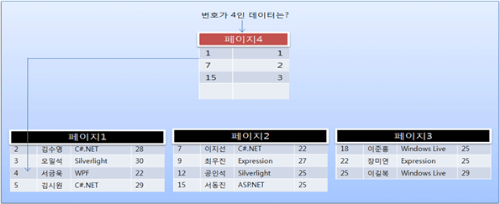 번호가 4인 데이터는?
페이지4
1 1
7 2
15 3
페이지1
2 김수영 C#.NET 28
3 오일석 Silverlight 30
4 서금욱 WPF 22
5 김시원 C#.NET 29
페이지2
7 이지선 C#.NET 22
9 최우진 Expression 27
12 공인석 Silverlight 25
15 서동진 ASP.NET 25
페이지3
18 이준홍 Windows Live 25
22 장미연 Expression 25
25 이길복 Windows Live 29